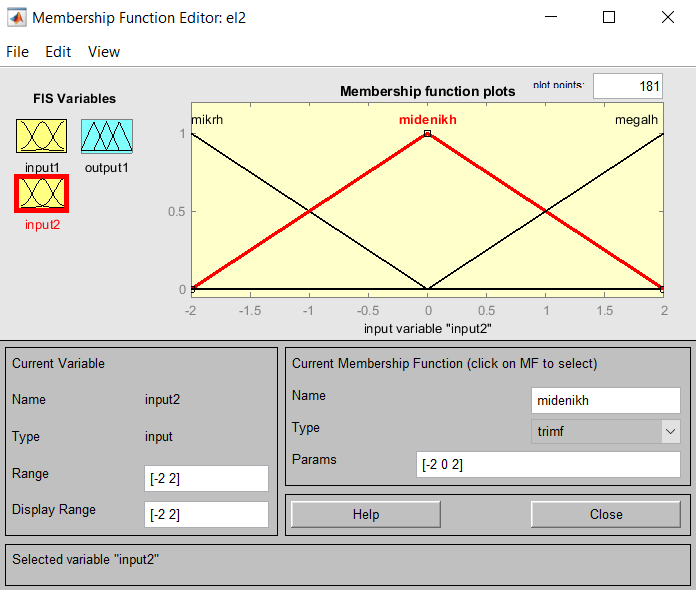 Membership Function Editor: el2
File Edit View
FIS Variables
input1 output1
input2
Membership function plots plot points: 181
mikrh midenikh megalh
1
0.5
0
-2 -1.5 -1 -0.5 0 0.5 1 1.5 2
input variable "input2"
Current Variable
Name input2
Type input
Range [-2 2]
Display Range [-2 2]
Current Membership Function (click on MF to select)
Name midenikh
Type trimf
Params [-2 0 2]
Help Close
Selected variable "input2"